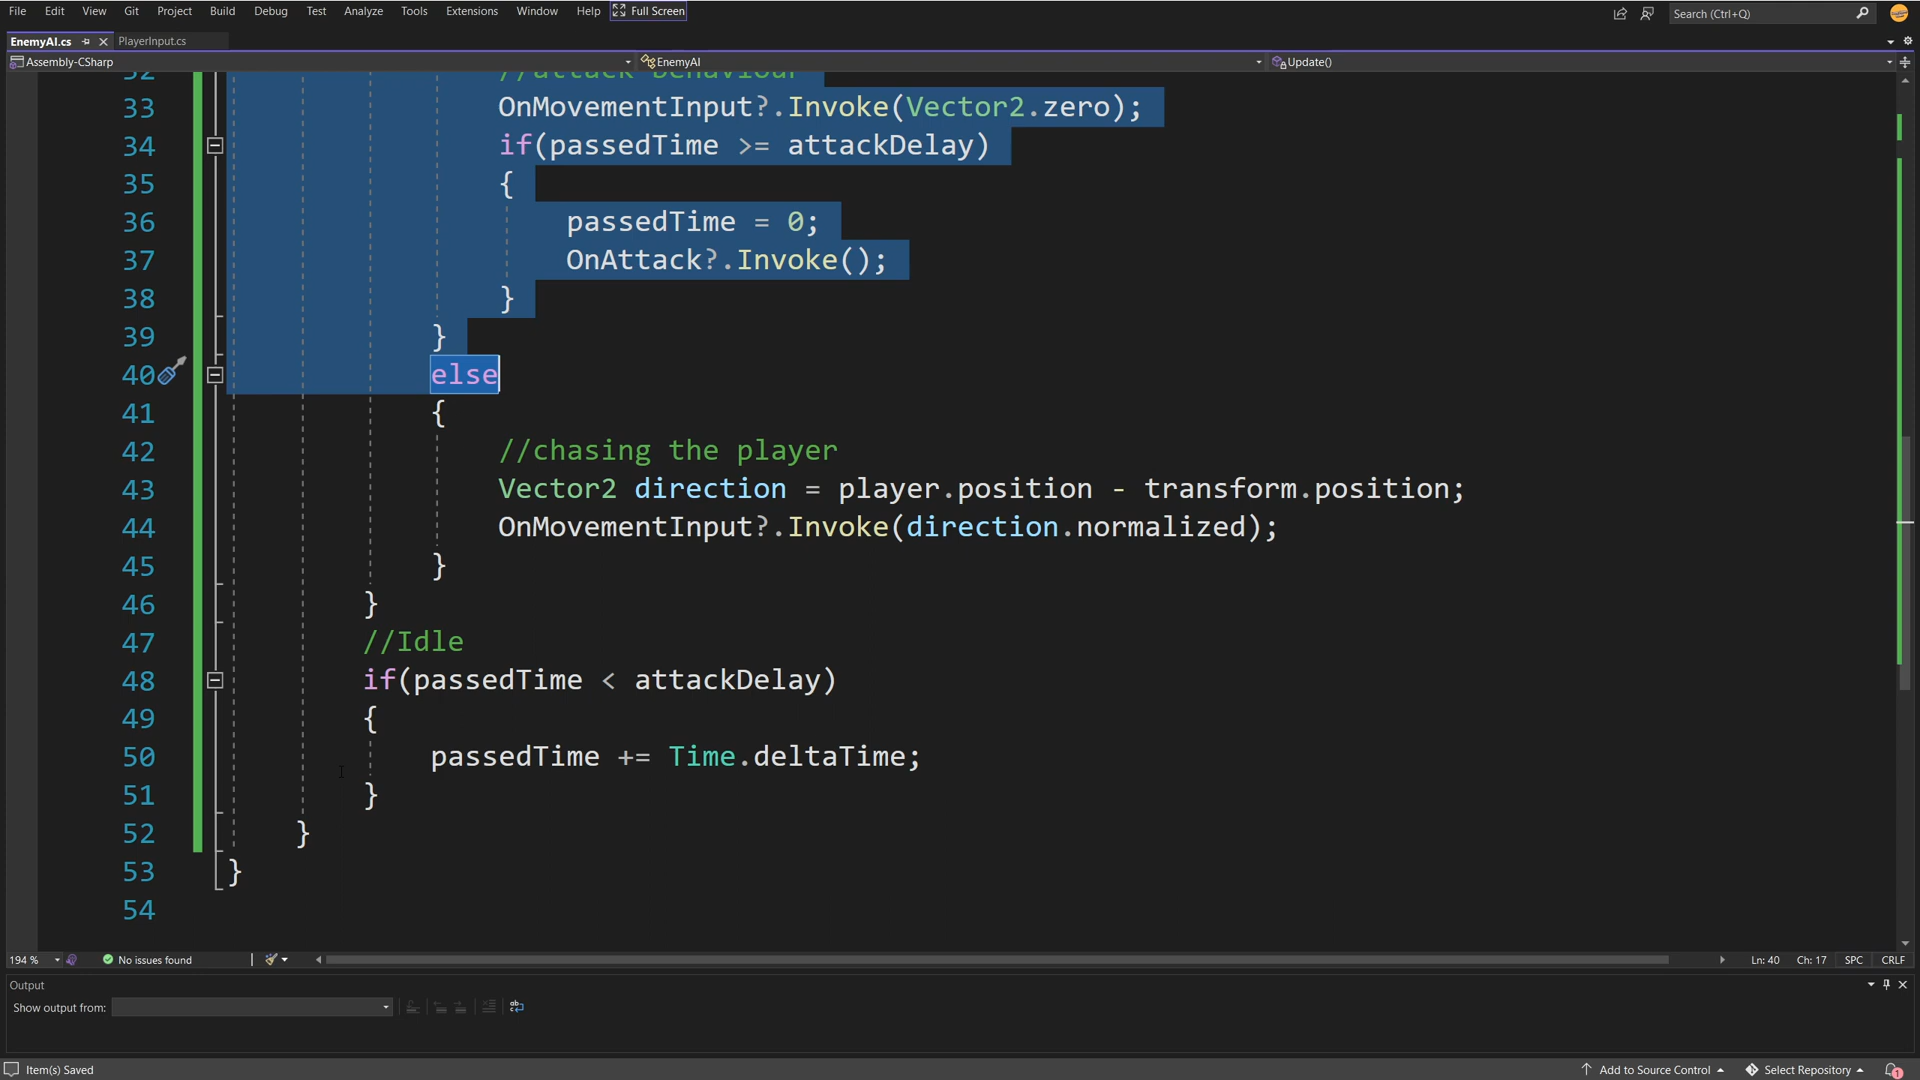 File Edit View Git Project Build Debug Test Analyze Tools Extensions Window Help Full Screen Search (Ctrl+Q)
EnemyAI.cs PlayerInput.cs
Assembly-CSharp EnemyAI Update()
32 //attack behaviour
33 OnMovementInput?.Invoke(Vector2.zero);
34 if(passedTime >= attackDelay)
35 {
36 passedTime = 0;
37 OnAttack?.Invoke();
38 }
39 }
40 else
41 {
42 //chasing the player
43 Vector2 direction = player.position - transform.position;
44 OnMovementInput?.Invoke(direction.normalized);
45 }
46 }
47 //Idle
48 if(passedTime < attackDelay)
49 {
50 passedTime += Time.deltaTime;
51 }
52 }
53 }
54
194 % No issues found Ln: 40 Ch: 17 SPC CRLF
Output
Show output from:
Item(s) Saved Add to Source Control Select Repository 1